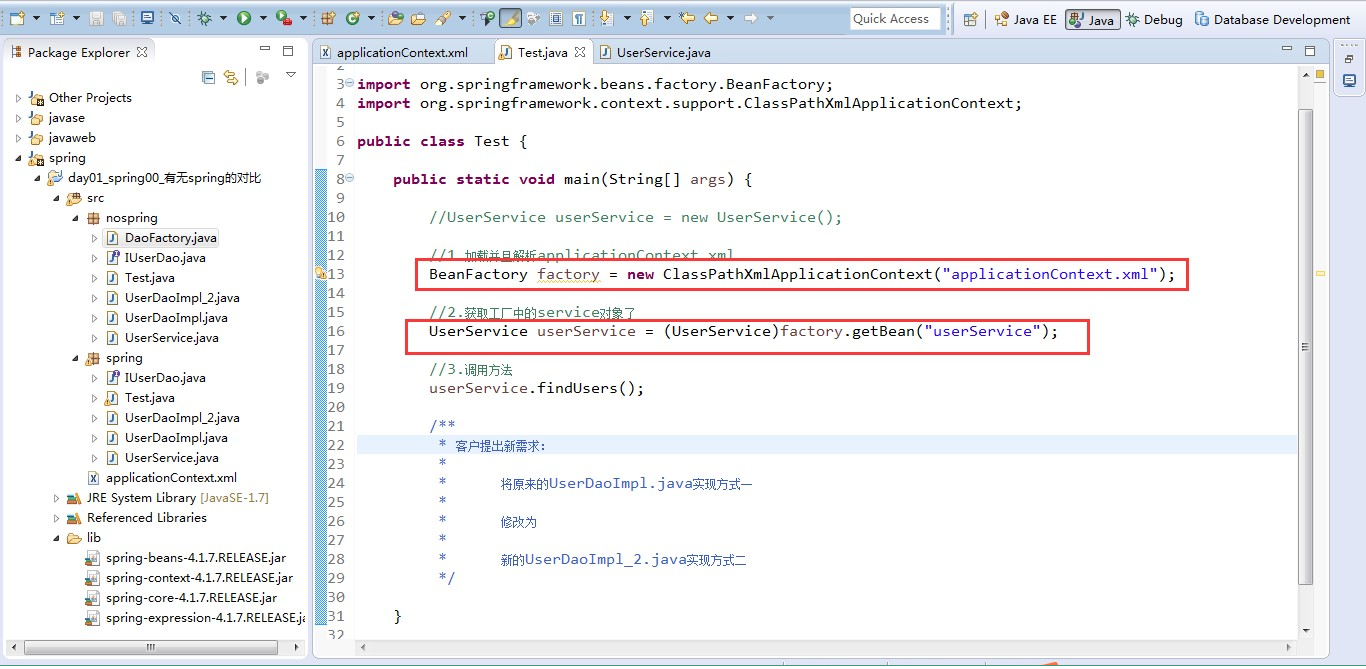 Quick Access
Java EE
Java
Debug
Database Development
Package Explorer
applicationContext.xml
Test.java
UserService.java
Other Projects
javase
javaweb
spring
day01_spring00_有无spring的对比
src
nospring
DaoFactory.java
IUserDao.java
Test.java
UserDaoImpl_2.java
UserDaoImpl.java
UserService.java
spring
IUserDao.java
Test.java
UserDaoImpl_2.java
UserDaoImpl.java
UserService.java
applicationContext.xml
JRE System Library [JavaSE-1.7]
Referenced Libraries
lib
spring-beans-4.1.7.RELEASE.jar
spring-context-4.1.7.RELEASE.jar
spring-core-4.1.7.RELEASE.jar
spring-expression-4.1.7.RELEASE.ja
2
3 import org.springframework.beans.factory.BeanFactory;
4 import org.springframework.context.support.ClassPathXmlApplicationContext;
5
6 public class Test {
7
8 public static void main(String[] args) {
9
10 //UserService userService = new UserService();
11
12 //1.加载并且解析applicationContext.xml
13 BeanFactory factory = new ClassPathXmlApplicationContext("applicationContext.xml");
14
15 //2.获取工厂中的service对象了
16 UserService userService = (UserService)factory.getBean("userService");
17
18 //3.调用方法
19 userService.findUsers();
20
21 /**
22 * 客户提出新需求:
23 *
24 * 将原来的UserDaoImpl.java实现方式一
25 *
26 * 修改为
27 *
28 * 新的UserDaoImpl_2.java实现方式二
29 */
30
31 }
32